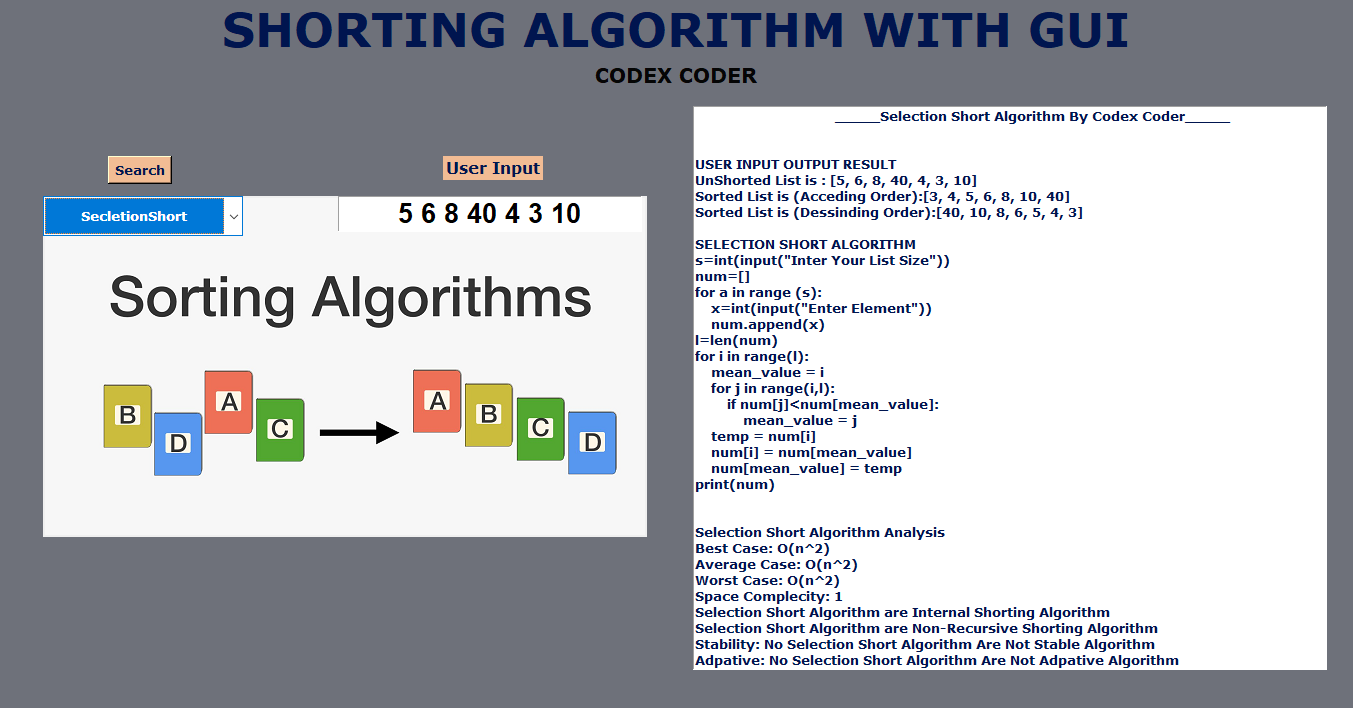 SHORTING ALGORITHM WITH GUI
CODEX CODER
Search
User Input
SecletionShort
5 6 8 40 4 3 10
Sorting Algorithms
B D A C A B C D
_____Selection Short Algorithm By Codex Coder_____
USER INPUT OUTPUT RESULT
UnShorted List is : [5, 6, 8, 40, 4, 3, 10]
Sorted List is (Acceding Order):[3, 4, 5, 6, 8, 10, 40]
Sorted List is (Dessinding Order):[40, 10, 8, 6, 5, 4, 3]
SELECTION SHORT ALGORITHM
s=int(input("Inter Your List Size"))
num=[]
for a in range (s):
    x=int(input("Enter Element"))
    num.append(x)
l=len(num)
for i in range(l):
    mean_value = i
    for j in range(i,l):
        if num[j]<num[mean_value]:
            mean_value = j
    temp = num[i]
    num[i] = num[mean_value]
    num[mean_value] = temp
print(num)
Selection Short Algorithm Analysis
Best Case: O(n^2)
Average Case: O(n^2)
Worst Case: O(n^2)
Space Complecity: 1
Selection Short Algorithm are Internal Shorting Algorithm
Selection Short Algorithm are Non-Recursive Shorting Algorithm
Stability: No Selection Short Algorithm Are Not Stable Algorithm
Adpative: No Selection Short Algorithm Are Not Adpative Algorithm